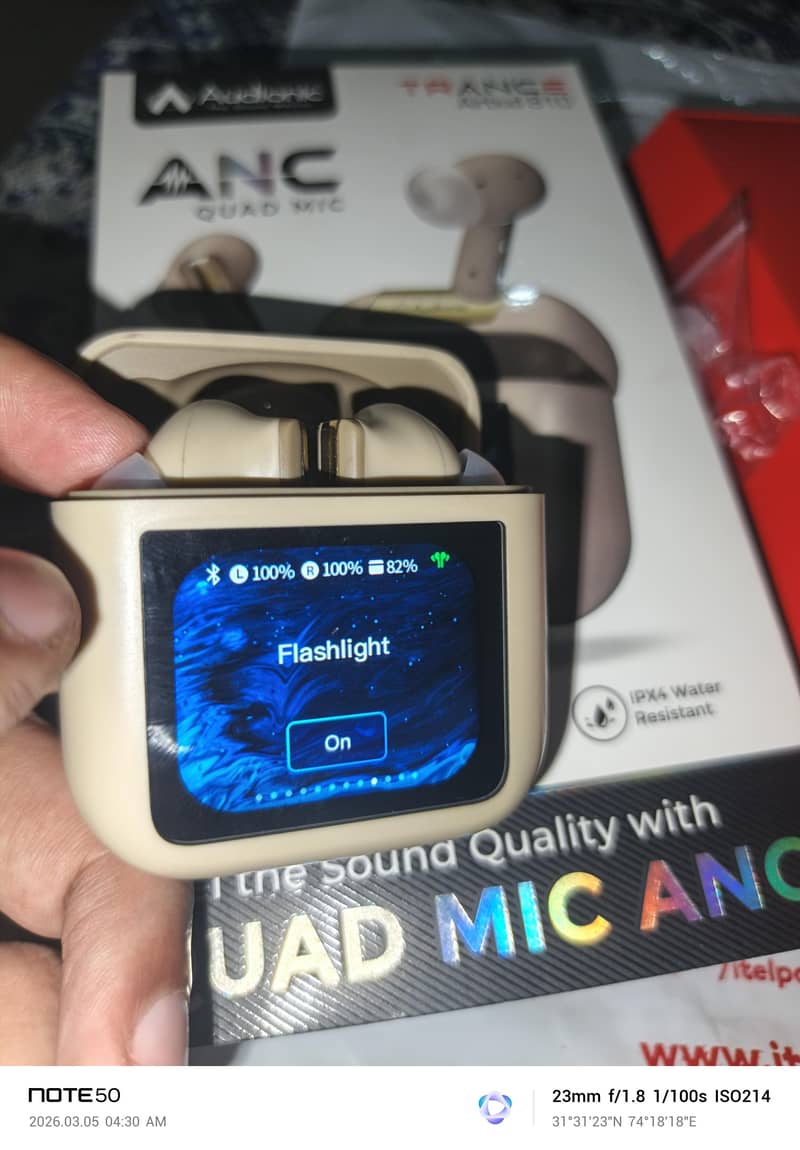 Audionic
TRANCE
ANC
QUAD MIC
L 100% R 100% 82%
Flashlight
On
IPX4 Water
Resistant
the Sound Quality with
UAD MIC ANC
/itelpo
www.it
NOTE50
2026.03.05 04:30 AM
23mm f/1.8 1/100s ISO214
31°31'23"N 74°18'18"E